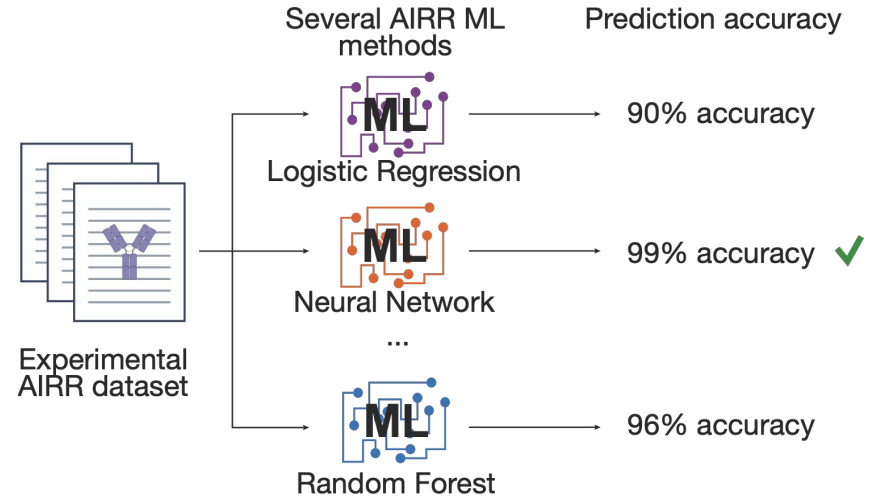 Several AIRR ML
methods
Prediction accuracy
ML
Logistic Regression
90% accuracy
ML
Neural Network
99% accuracy
...
Experimental
AIRR dataset
ML
Random Forest
96% accuracy